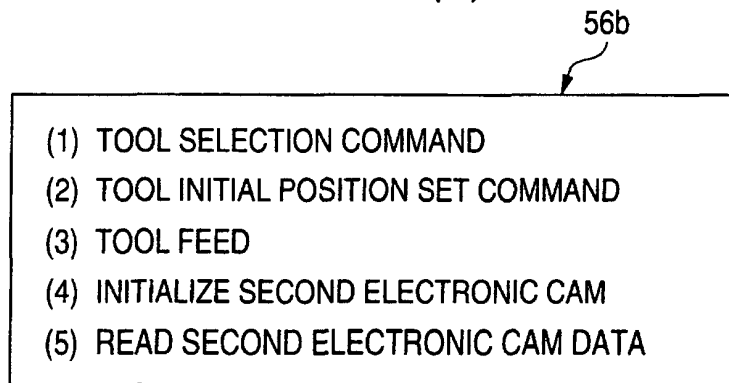 56b
(1) TOOL SELECTION COMMAND
(2) TOOL INITIAL POSITION SET COMMAND
(3) TOOL FEED
(4) INITIALIZE SECOND ELECTRONIC CAM
(5) READ SECOND ELECTRONIC CAM DATA